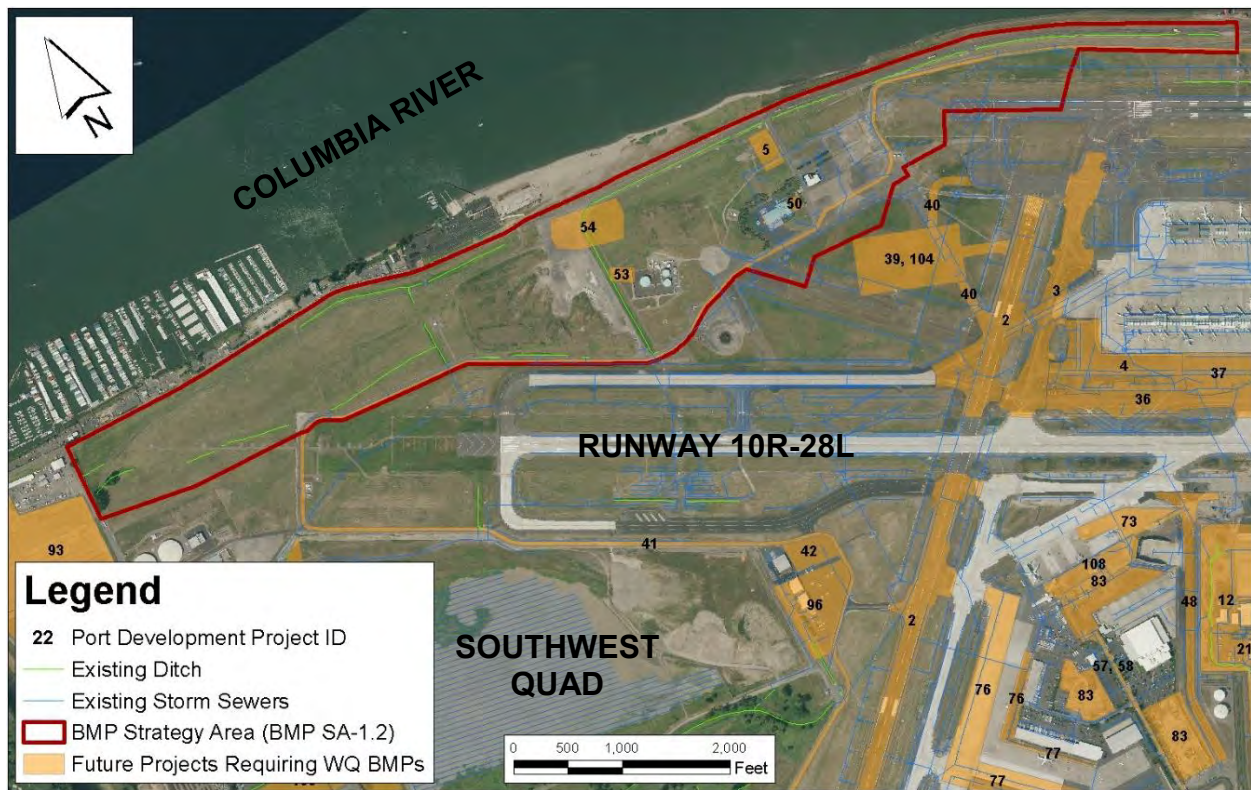 N
COLUMBIA RIVER
5
50
54
53
40
39, 104
40
3
2
4
37
36
RUNWAY 10R-28L
41
42
96
2
73
108
83
48
12
21
57, 58
83
83
76
76
77
77
93
SOUTHWEST
QUAD
Legend
22 Port Development Project ID
Existing Ditch
Existing Storm Sewers
BMP Strategy Area (BMP SA-1.2)
Future Projects Requiring WQ BMPs
0 500 1,000 2,000
Feet